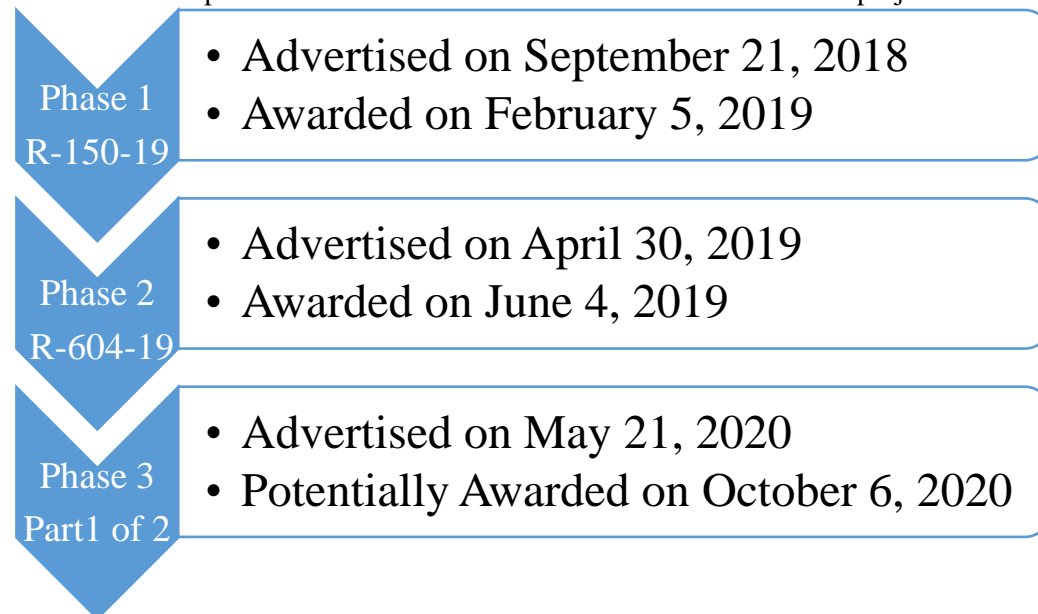 Phase 1
R-150-19
• Advertised on September 21, 2018
• Awarded on February 5, 2019
Phase 2
R-604-19
• Advertised on April 30, 2019
• Awarded on June 4, 2019
Phase 3
Part1 of 2
• Advertised on May 21, 2020
• Potentially Awarded on October 6, 2020